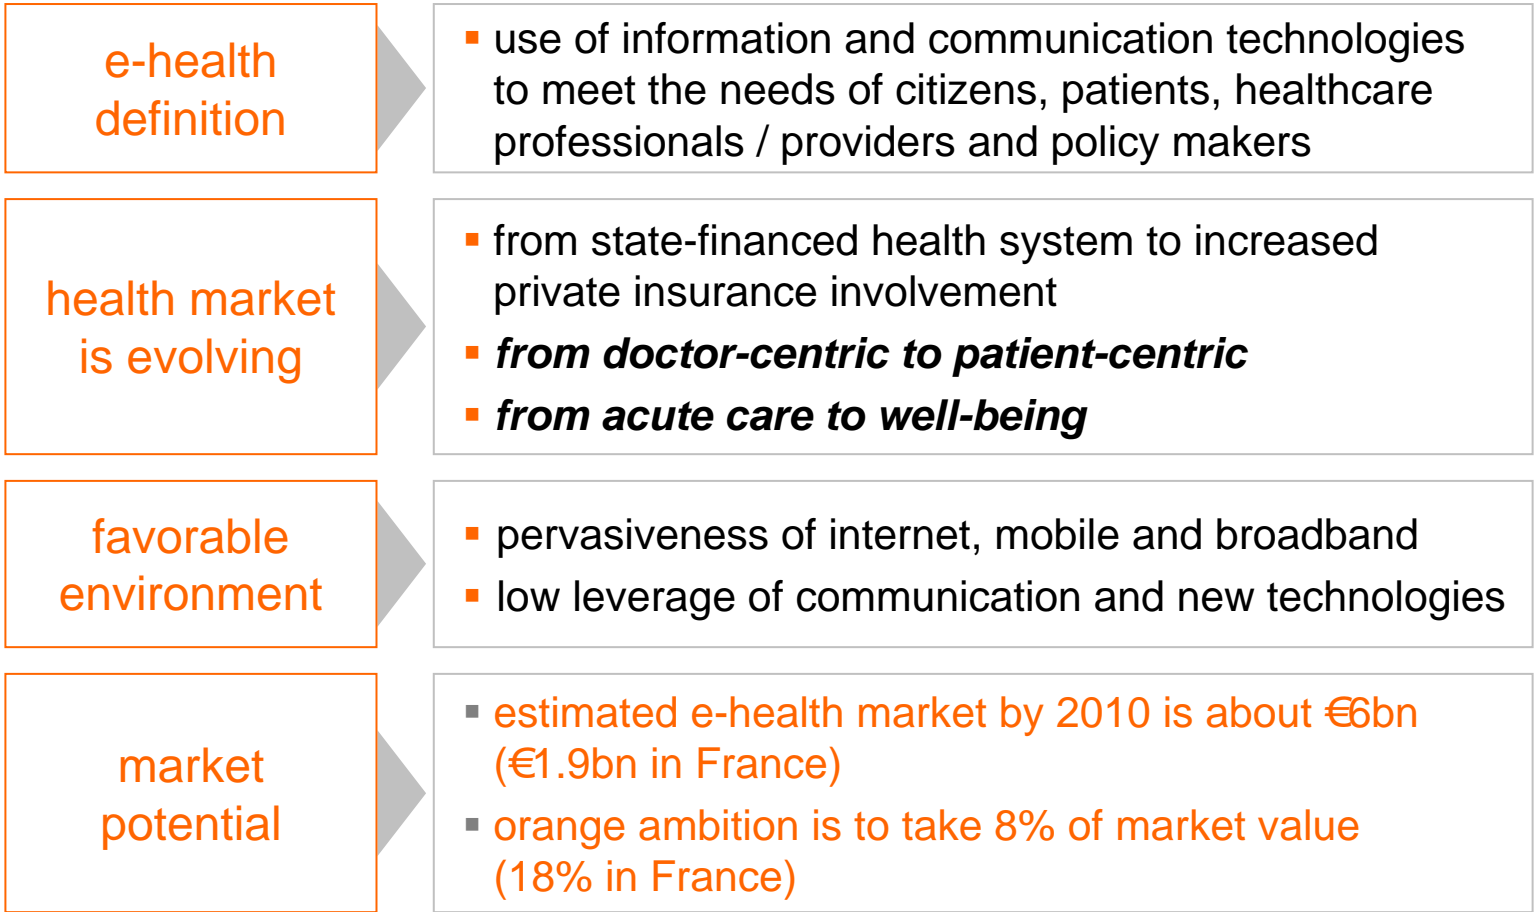 e-health
definition
▪ use of information and communication technologies
to meet the needs of citizens, patients, healthcare
professionals / providers and policy makers
health market
is evolving
▪ from state-financed health system to increased
private insurance involvement
▪ from doctor-centric to patient-centric
▪ from acute care to well-being
favorable
environment
▪ pervasiveness of internet, mobile and broadband
▪ low leverage of communication and new technologies
market
potential
▪ estimated e-health market by 2010 is about €6bn
(€1.9bn in France)
▪ orange ambition is to take 8% of market value
(18% in France)